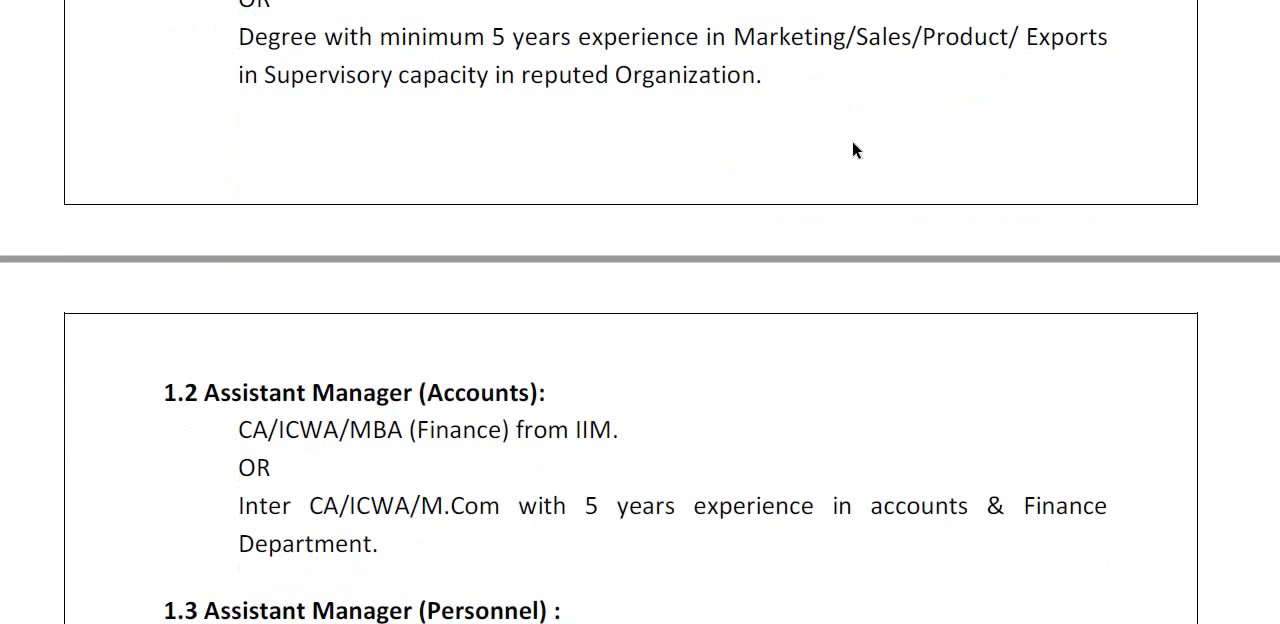 OR
Degree with minimum 5 years experience in Marketing/Sales/Product/ Exports
in Supervisory capacity in reputed Organization.
1.2 Assistant Manager (Accounts):
CA/ICWA/MBA (Finance) from IIM.
OR
Inter CA/ICWA/M.Com with 5 years experience in accounts & Finance
Department.
1.3 Assistant Manager (Personnel) :